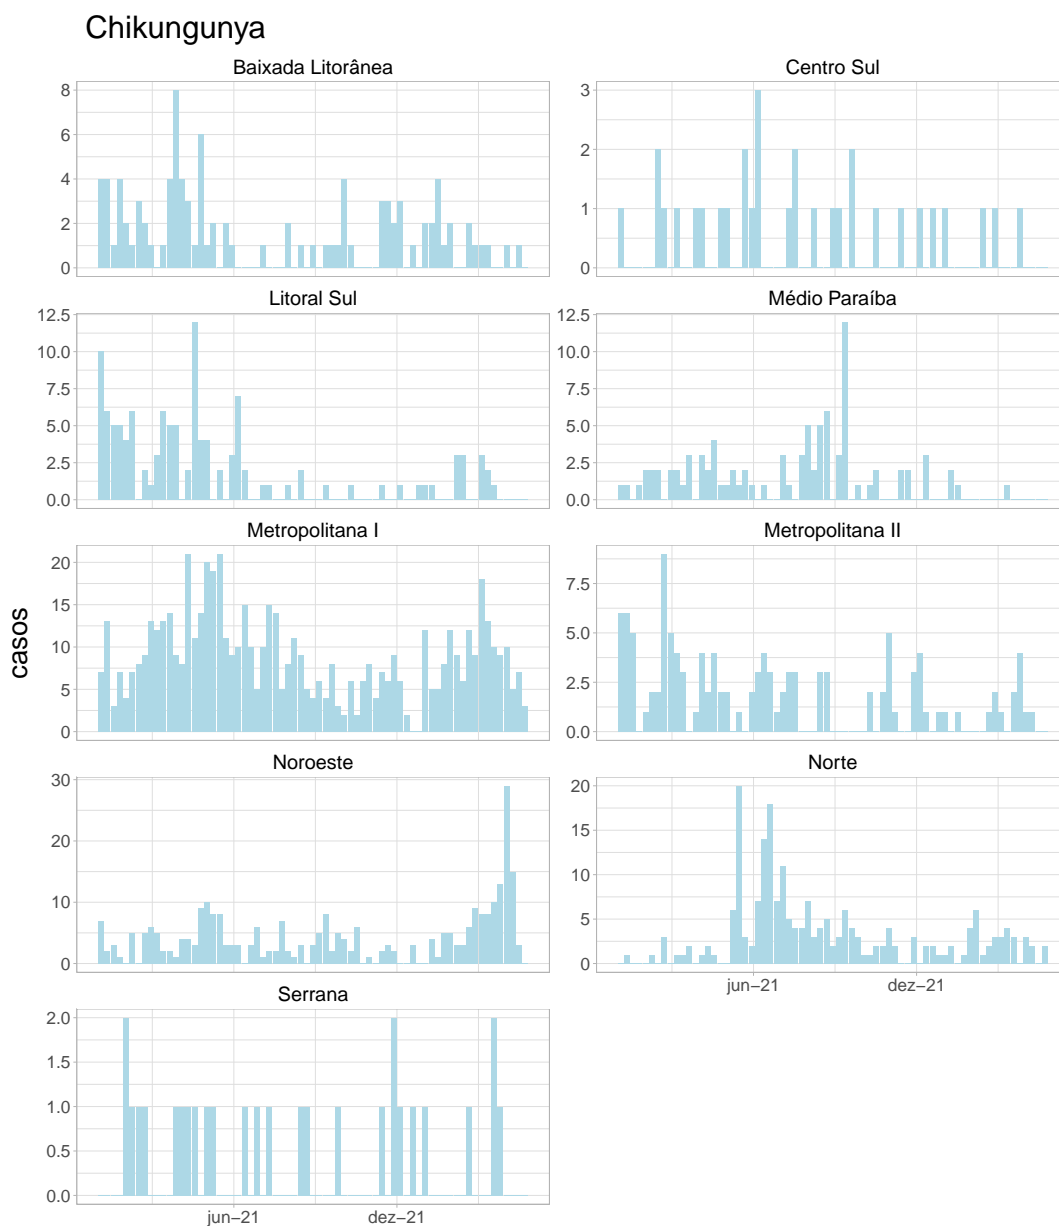 Chikungunya
Baixada Litorânea
Centro Sul
8
6
4
2
0
3
2
1
0
Litoral Sul
Médio Paraíba
12.5
10.0
7.5
5.0
2.5
0.0
12.5
10.0
7.5
5.0
2.5
0.0
Metropolitana I
Metropolitana II
20
15
10
5
0
7.5
5.0
2.5
0.0
casos
Noroeste
Norte
30
20
10
0
20
15
10
5
0
jun−21
dez−21
Serrana
2.0
1.5
1.0
0.5
0.0
jun−21
dez−21